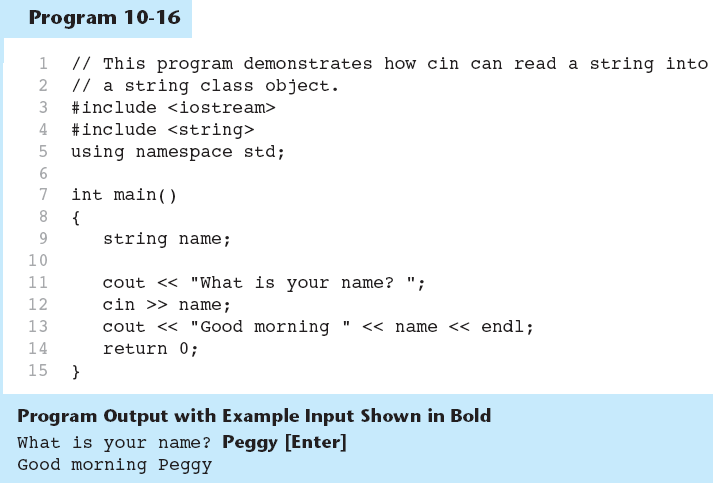 Program 10-16
1 // This program demonstrates how cin can read a string into
2 // a string class object.
3 #include <iostream>
4 #include <string>
5 using namespace std;
6
7 int main()
8 {
9 string name;
10
11 cout << "What is your name? ";
12 cin >> name;
13 cout << "Good morning " << name << endl;
14 return 0;
15 }
Program Output with Example Input Shown in Bold
What is your name? Peggy [Enter]
Good morning Peggy